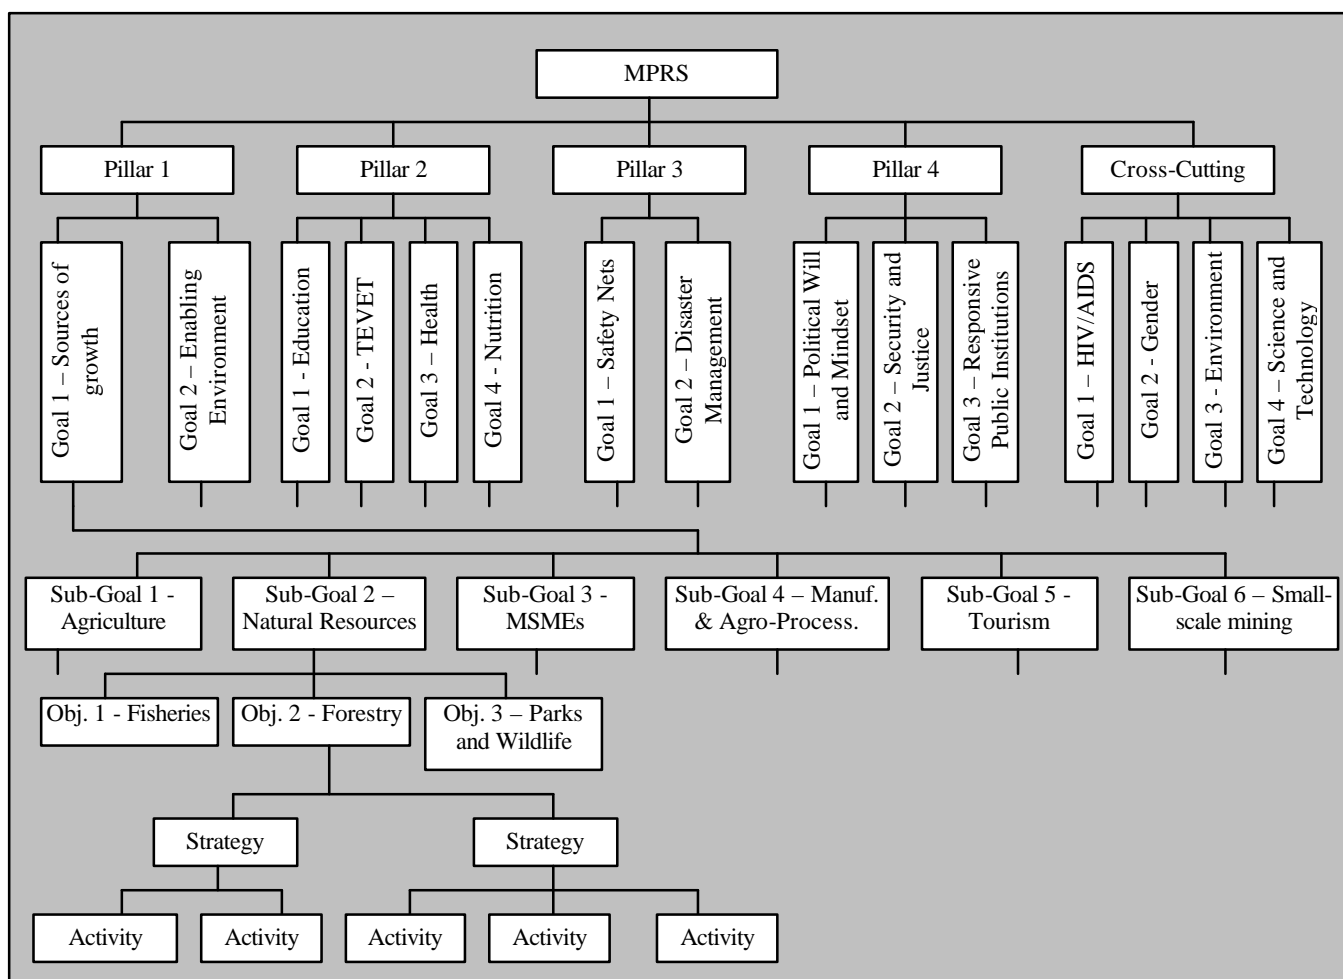 MPRS
Pillar 1
Pillar 2
Pillar 3
Pillar 4
Cross-Cutting
Goal 1 – Sources of
growth
Goal 2 – Enabling
Environment
Goal 1 - Education
Goal 2 - TEVET
Goal 3 – Health
Goal 4 - Nutrition
Goal 1 – Safety Nets
Goal 2 – Disaster
Management
Goal 1 – Political Will
and Mindset
Goal 2 – Security and
Justice
Goal 3 – Responsive
Public Institutions
Goal 1 – HIV/AIDS
Goal 2 - Gender
Goal 3 - Environment
Goal 4 – Science and
Technology
Sub-Goal 1 -
Agriculture
Sub-Goal 2 –
Natural Resources
Sub-Goal 3 -
MSMEs
Sub-Goal 4 – Manuf.
& Agro-Process.
Sub-Goal 5 -
Tourism
Sub-Goal 6 – Small-
scale mining
Obj. 1 - Fisheries
Obj. 2 - Forestry
Obj. 3 – Parks
and Wildlife
Strategy
Strategy
Activity
Activity
Activity
Activity
Activity